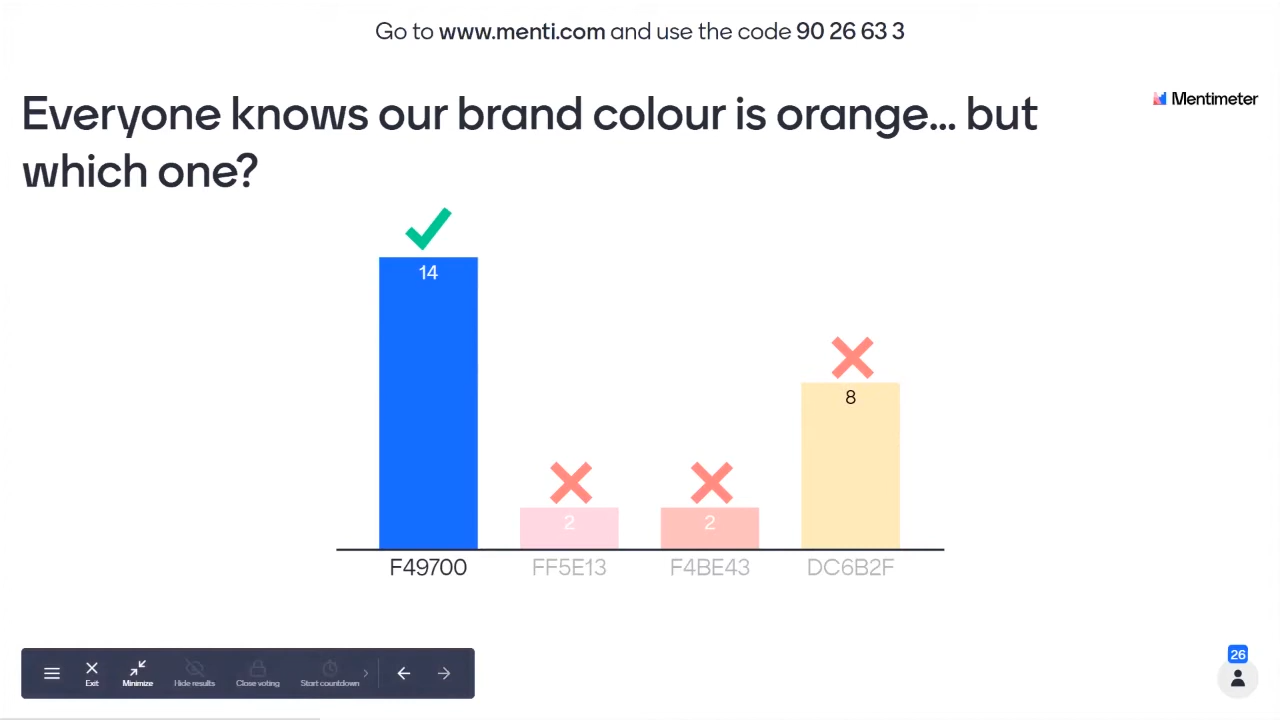 Go to www.menti.com and use the code 90 26 63 3
Everyone knows our brand colour is orange... but
which one?
Mentimeter
14
8
2
2
F49700
FF5E13
F4BE43
DC6B2F
26
Exit
Minimize
Hide results
Close voting
Start countdown